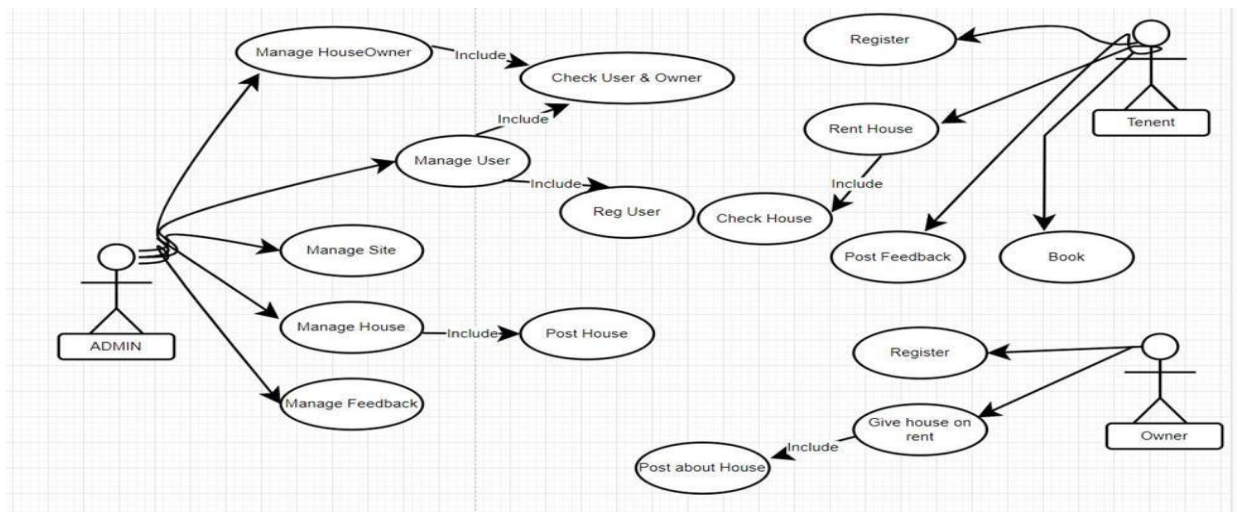 Manage HouseOwner
Include
Check User & Owner
Include
Manage User
Include
Reg User
Manage Site
Manage House
Include
Post House
Manage Feedback
ADMIN
Register
Tenent
Rent House
Include
Check House
Post Feedback
Book
Register
Give house on
rent
Owner
Include
Post about House